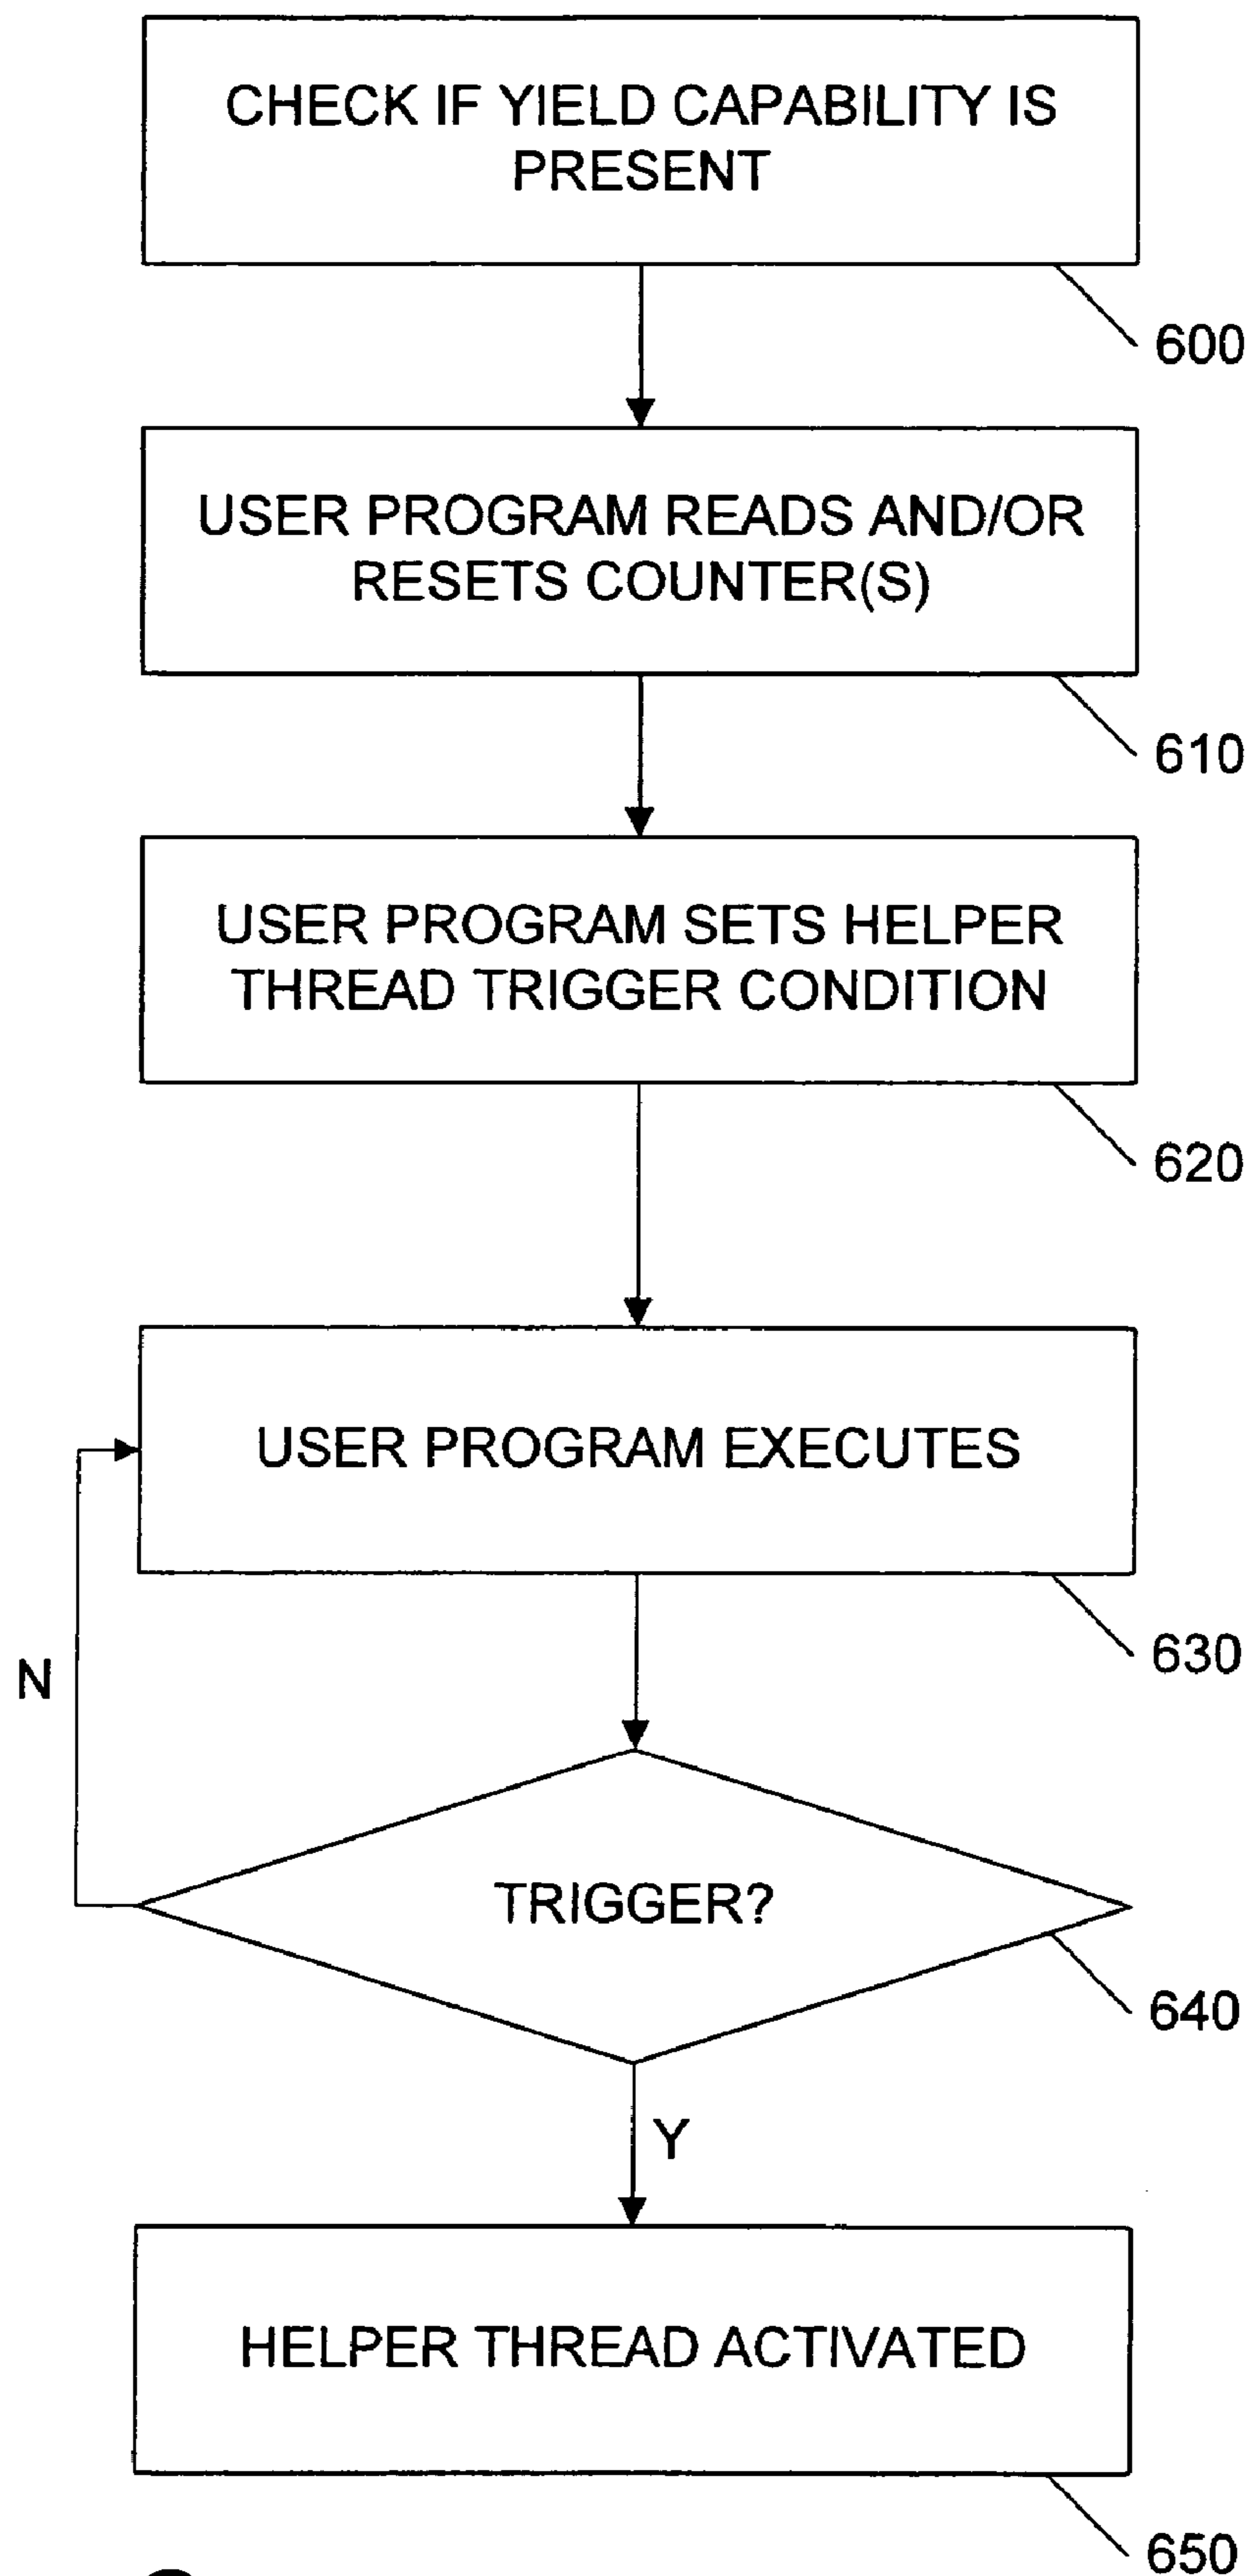 CHECK IF YIELD CAPABILITY IS
PRESENT
600
USER PROGRAM READS AND/OR
RESETS COUNTER(S)
610
USER PROGRAM SETS HELPER
THREAD TRIGGER CONDITION
620
USER PROGRAM EXECUTES
630
N
TRIGGER?
640
Y
HELPER THREAD ACTIVATED
650